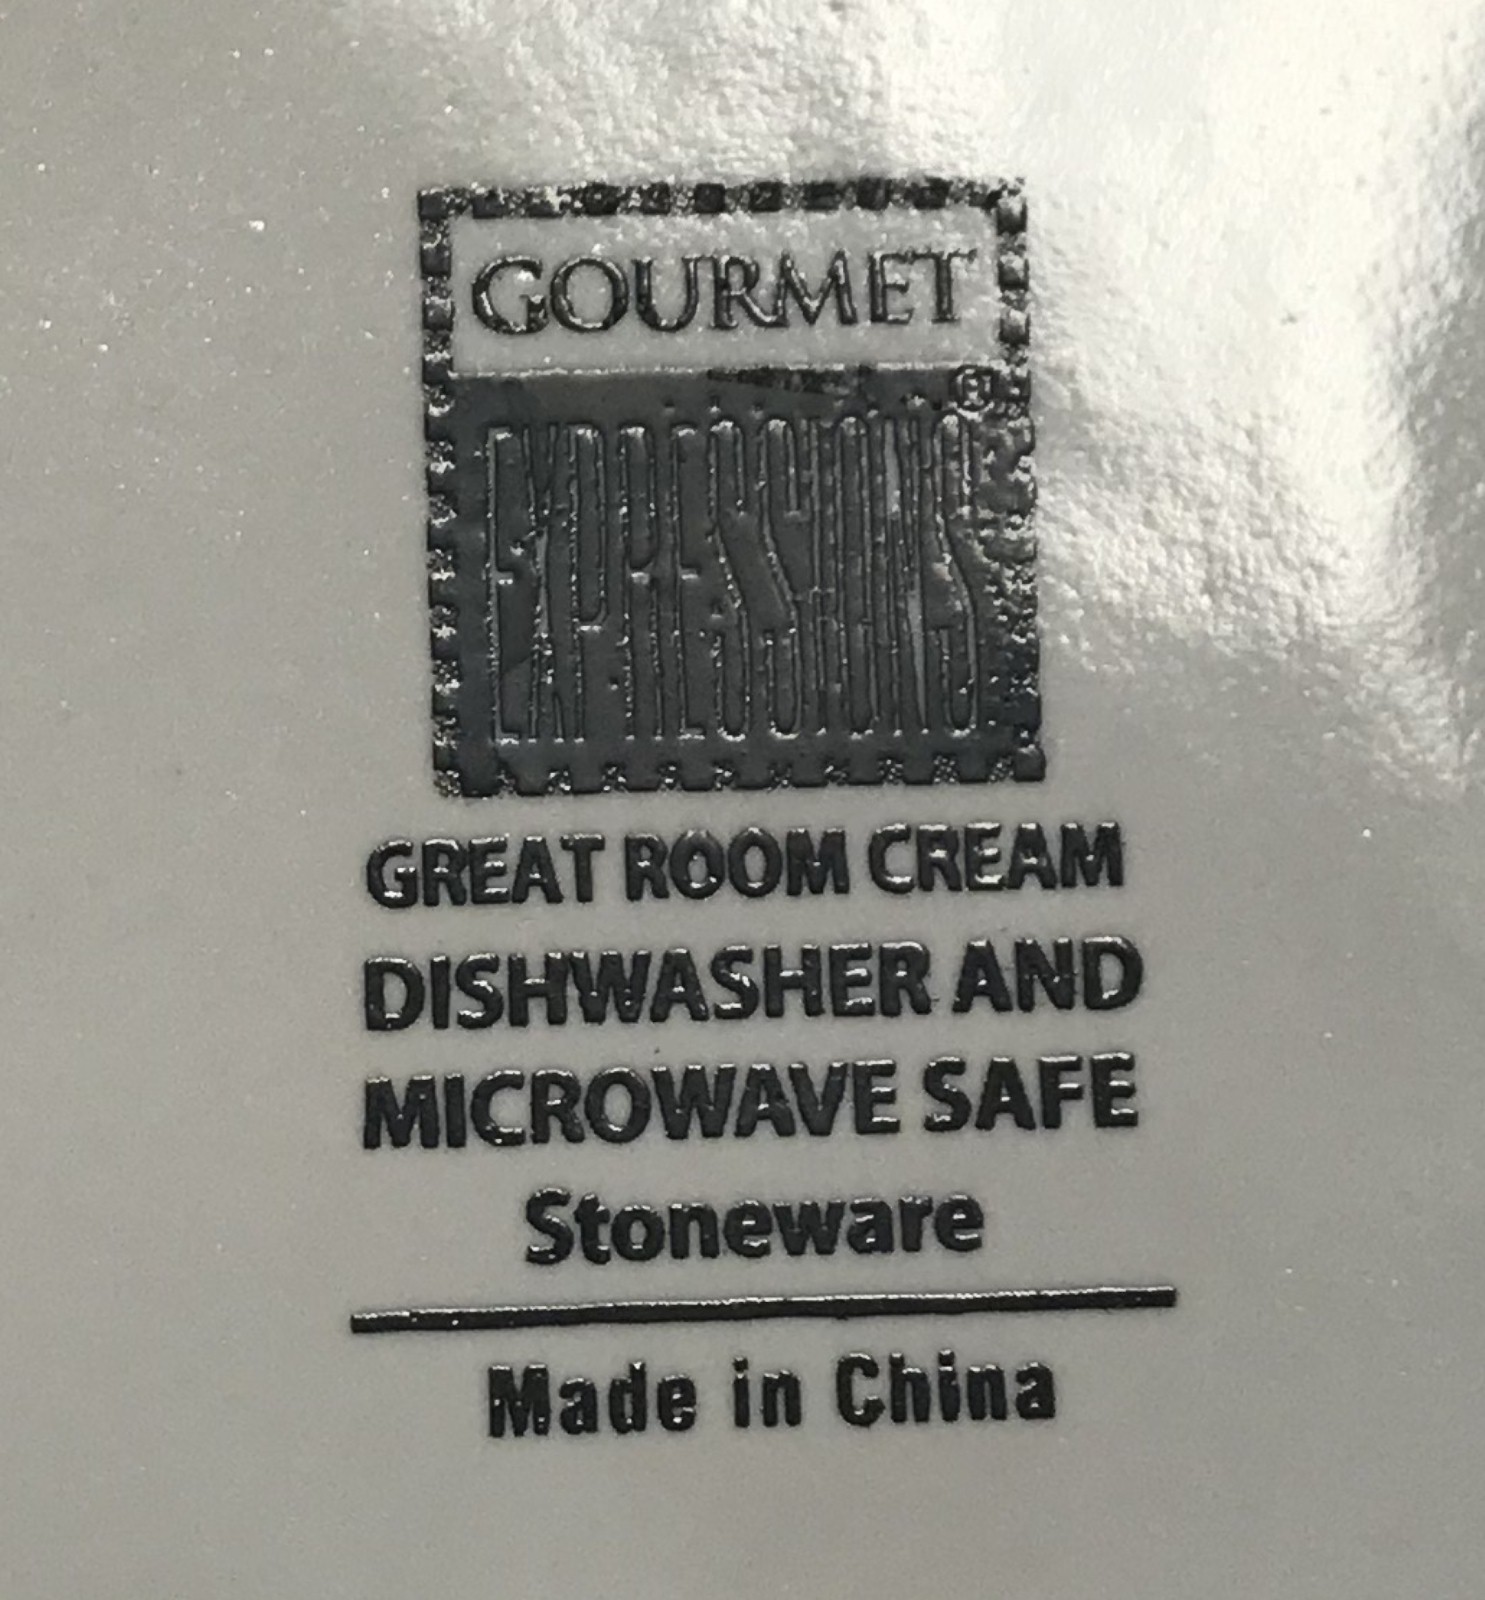 GOURMET
EXPRESSIONS®
GREAT ROOM CREAM
DISHWASHER AND
MICROWAVE SAFE
Stoneware
Made in China